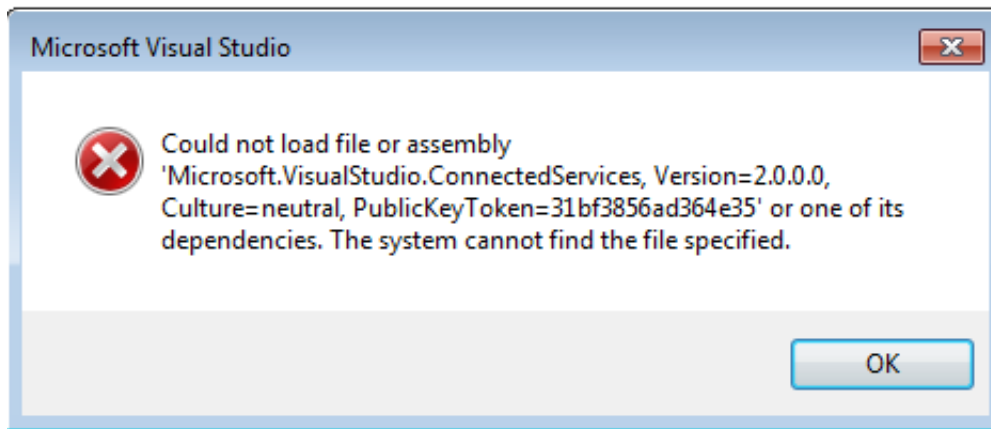 Microsoft Visual Studio
Could not load file or assembly
'Microsoft.VisualStudio.ConnectedServices, Version=2.0.0.0,
Culture=neutral, PublicKeyToken=31bf3856ad364e35' or one of its
dependencies. The system cannot find the file specified.
OK